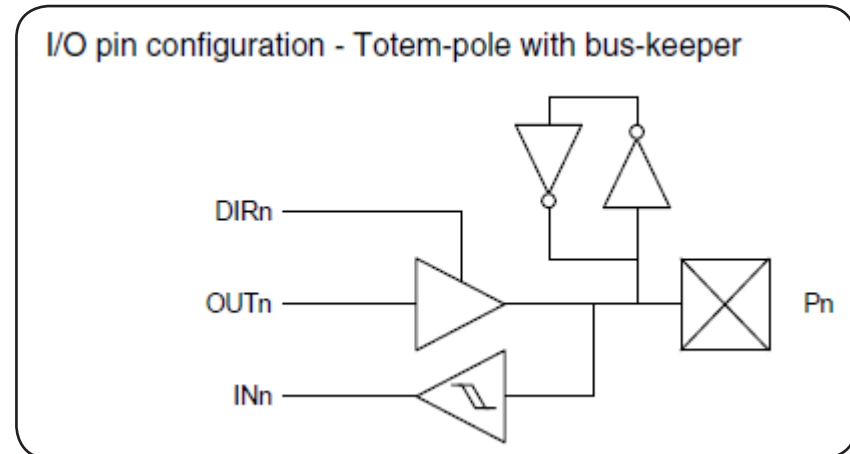 I/O pin configuration - Totem-pole with bus-keeper
DIRn
OUTn
Pn
INn